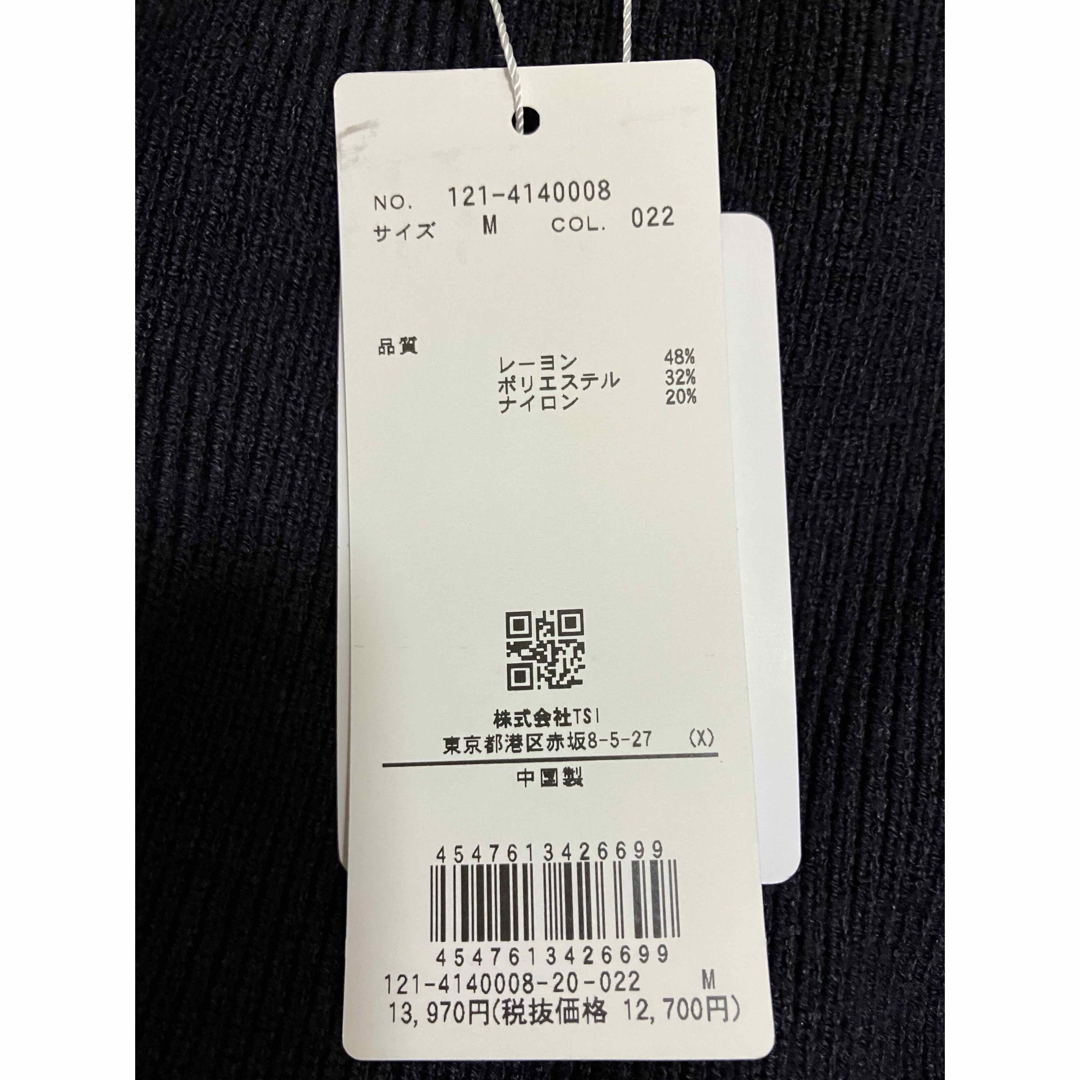 NO. 121-4140008
サイズ M COL. 022
品質
レーヨン 48%
ポリエステル 32%
ナイロン 20%
株式会社TSI
東京都港区赤坂8-5-27 (X)
中国製
4547613426699
4547613426699
121-4140008-20-022 M
13,970円(税抜価格 12,700円)